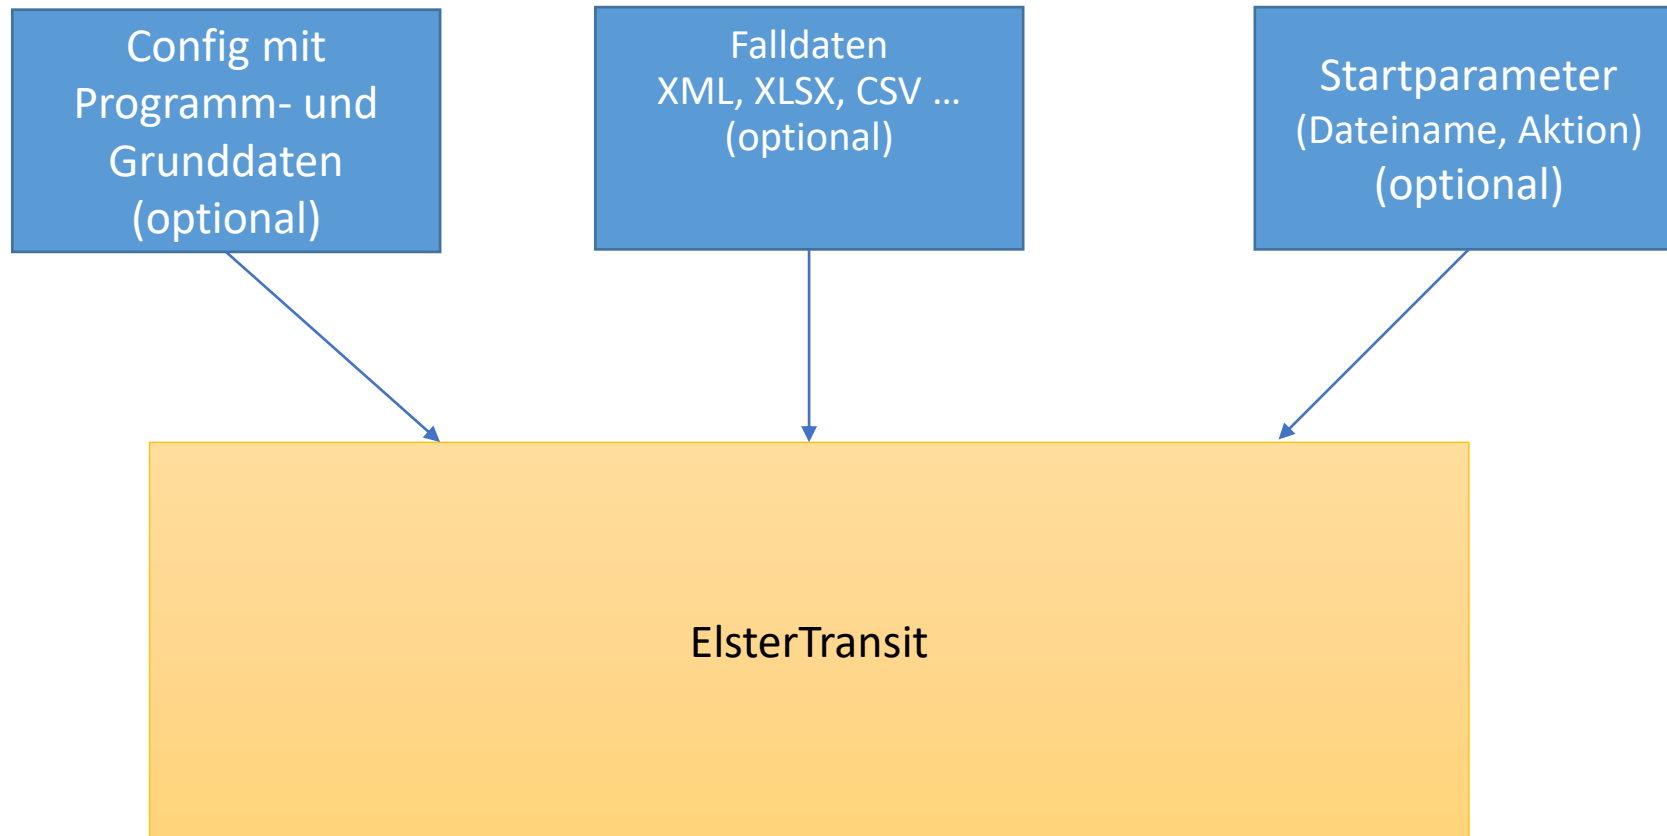 Config mit
Programm- und
Grunddaten
(optional)
Falldaten
XML, XLSX, CSV ...
(optional)
Startparameter
(Dateiname, Aktion)
(optional)
ElsterTransit